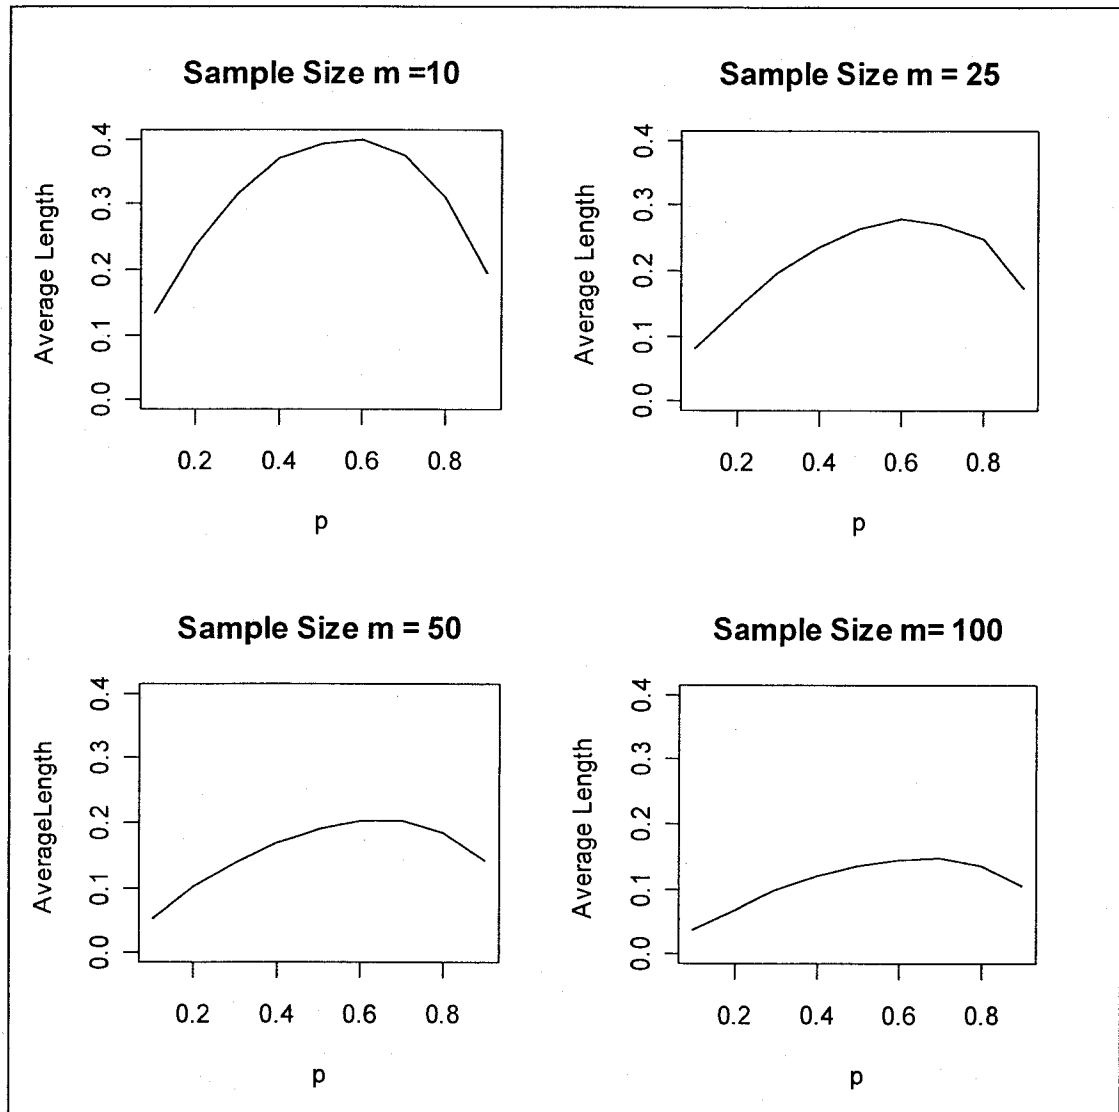 Sample Size m =10
Average Length
0.0 0.1 0.2 0.3 0.4
0.2 0.4 0.6 0.8
p
Sample Size m = 25
Average Length
0.0 0.1 0.2 0.3 0.4
0.2 0.4 0.6 0.8
p
Sample Size m = 50
AverageLength
0.0 0.1 0.2 0.3 0.4
0.2 0.4 0.6 0.8
p
Sample Size m= 100
Average Length
0.0 0.1 0.2 0.3 0.4
0.2 0.4 0.6 0.8
p